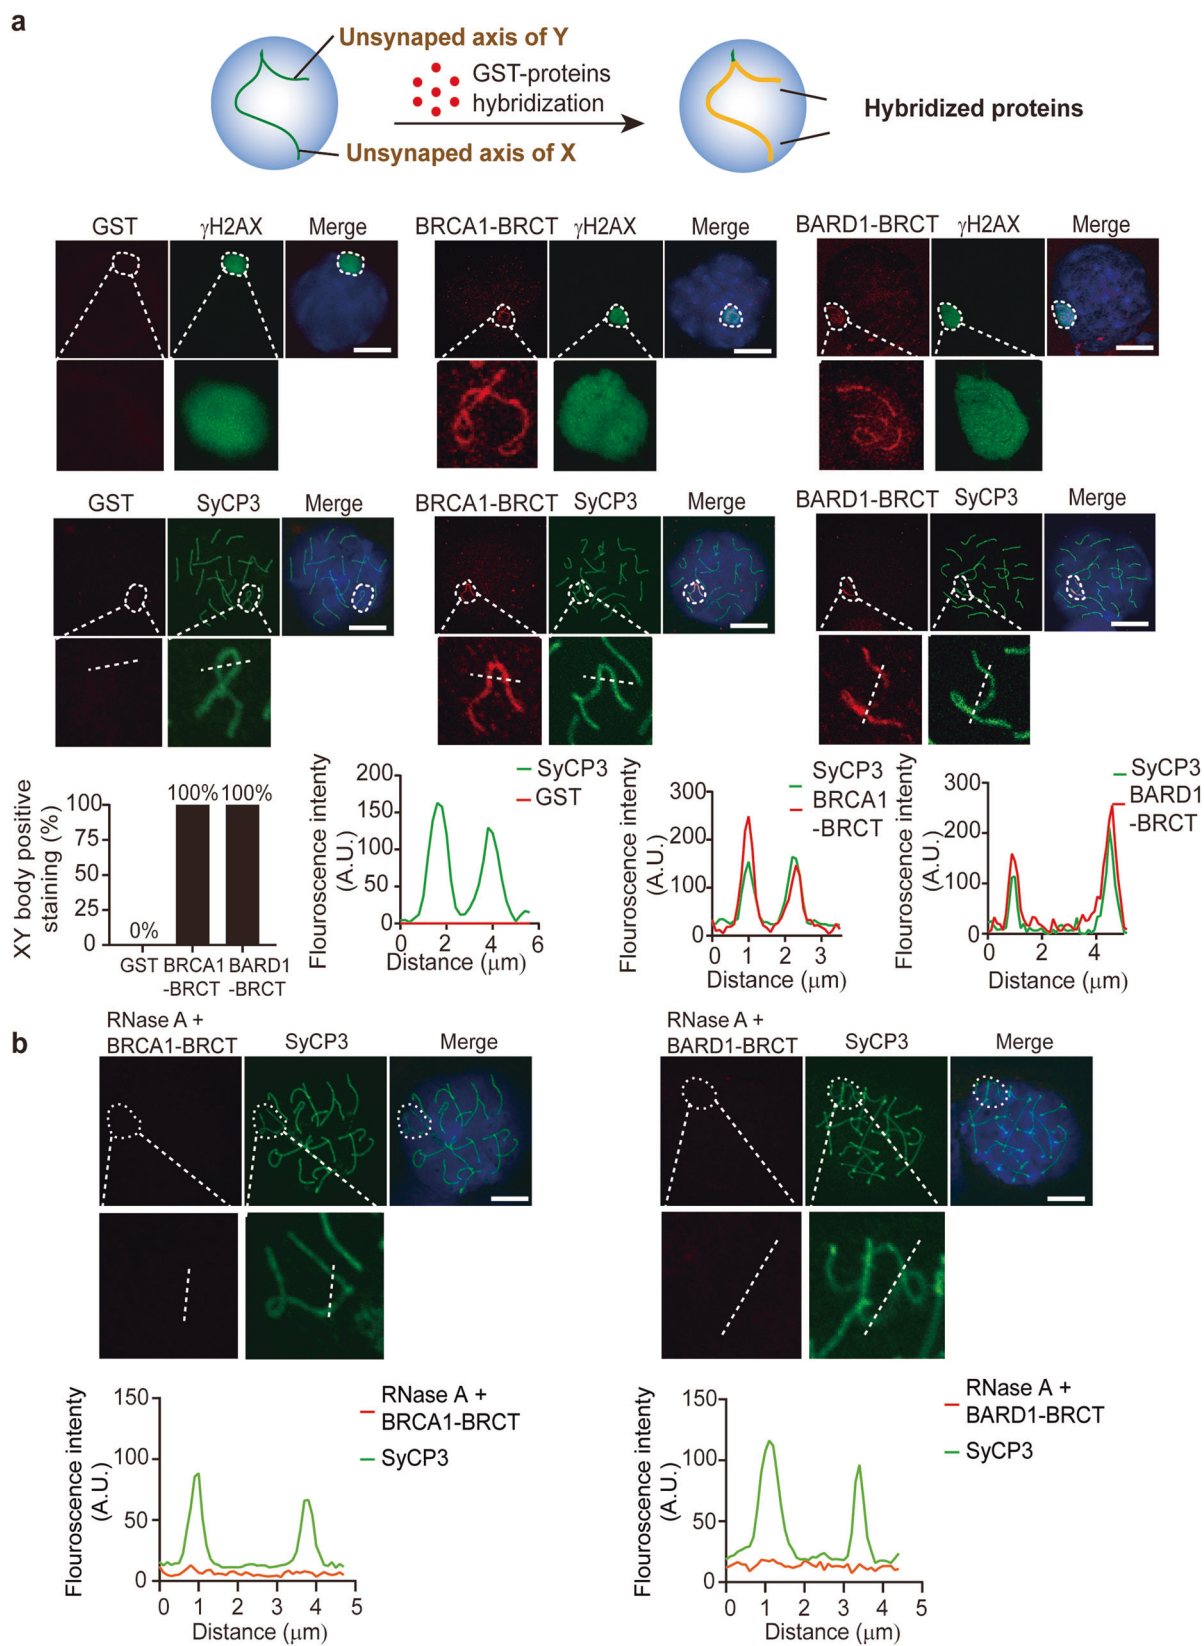 a
Unsynaped axis of Y
GST-proteins
hybridization
Hybridized proteins
Unsynaped axis of X
GST γH2AX Merge
BRCA1-BRCT γH2AX Merge
BARD1-BRCT γH2AX Merge
GST SyCP3 Merge
BRCA1-BRCT SyCP3 Merge
BARD1-BRCT SyCP3 Merge
XY body positive
staining (%)
100
75
50
25
0
0%
100% 100%
GST BRCA1 BARD1
-BRCT -BRCT
Flouroscence intenty
(A.U.)
200
150
100
50
0
0 2 4 6
Distance (μm)
SyCP3
GST
Flouroscence intenty
(A.U.)
300
200
100
0
0 1 2 3
Distance (μm)
SyCP3
BRCA1
-BRCT
Flouroscence intenty
(A.U.)
300
200
100
0
0 2 4
Distance (μm)
SyCP3
BARD1
-BRCT
b
RNase A +
BRCA1-BRCT SyCP3 Merge
RNase A +
BARD1-BRCT SyCP3 Merge
Flouroscence intenty
(A.U.)
150
100
50
0
0 1 2 3 4 5
Distance (μm)
RNase A +
BRCA1-BRCT
SyCP3
Flouroscence intenty
(A.U.)
150
100
50
0
0 1 2 3 4 5
Distance (μm)
RNase A +
BARD1-BRCT
SyCP3